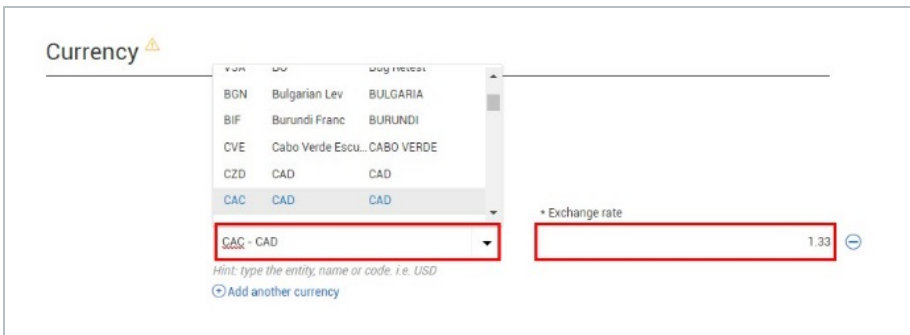 Currency
BGN Bulgarian Lev BULGARIA
BIF Burundi Franc BURUNDI
CVE Cabo Verde Escu... CABO VERDE
CZD CAD CAD
CAC CAD CAD
* Exchange rate
CAC - CAD
1.33
Hint: type the entity, name or code. i.e. USD
Add another currency